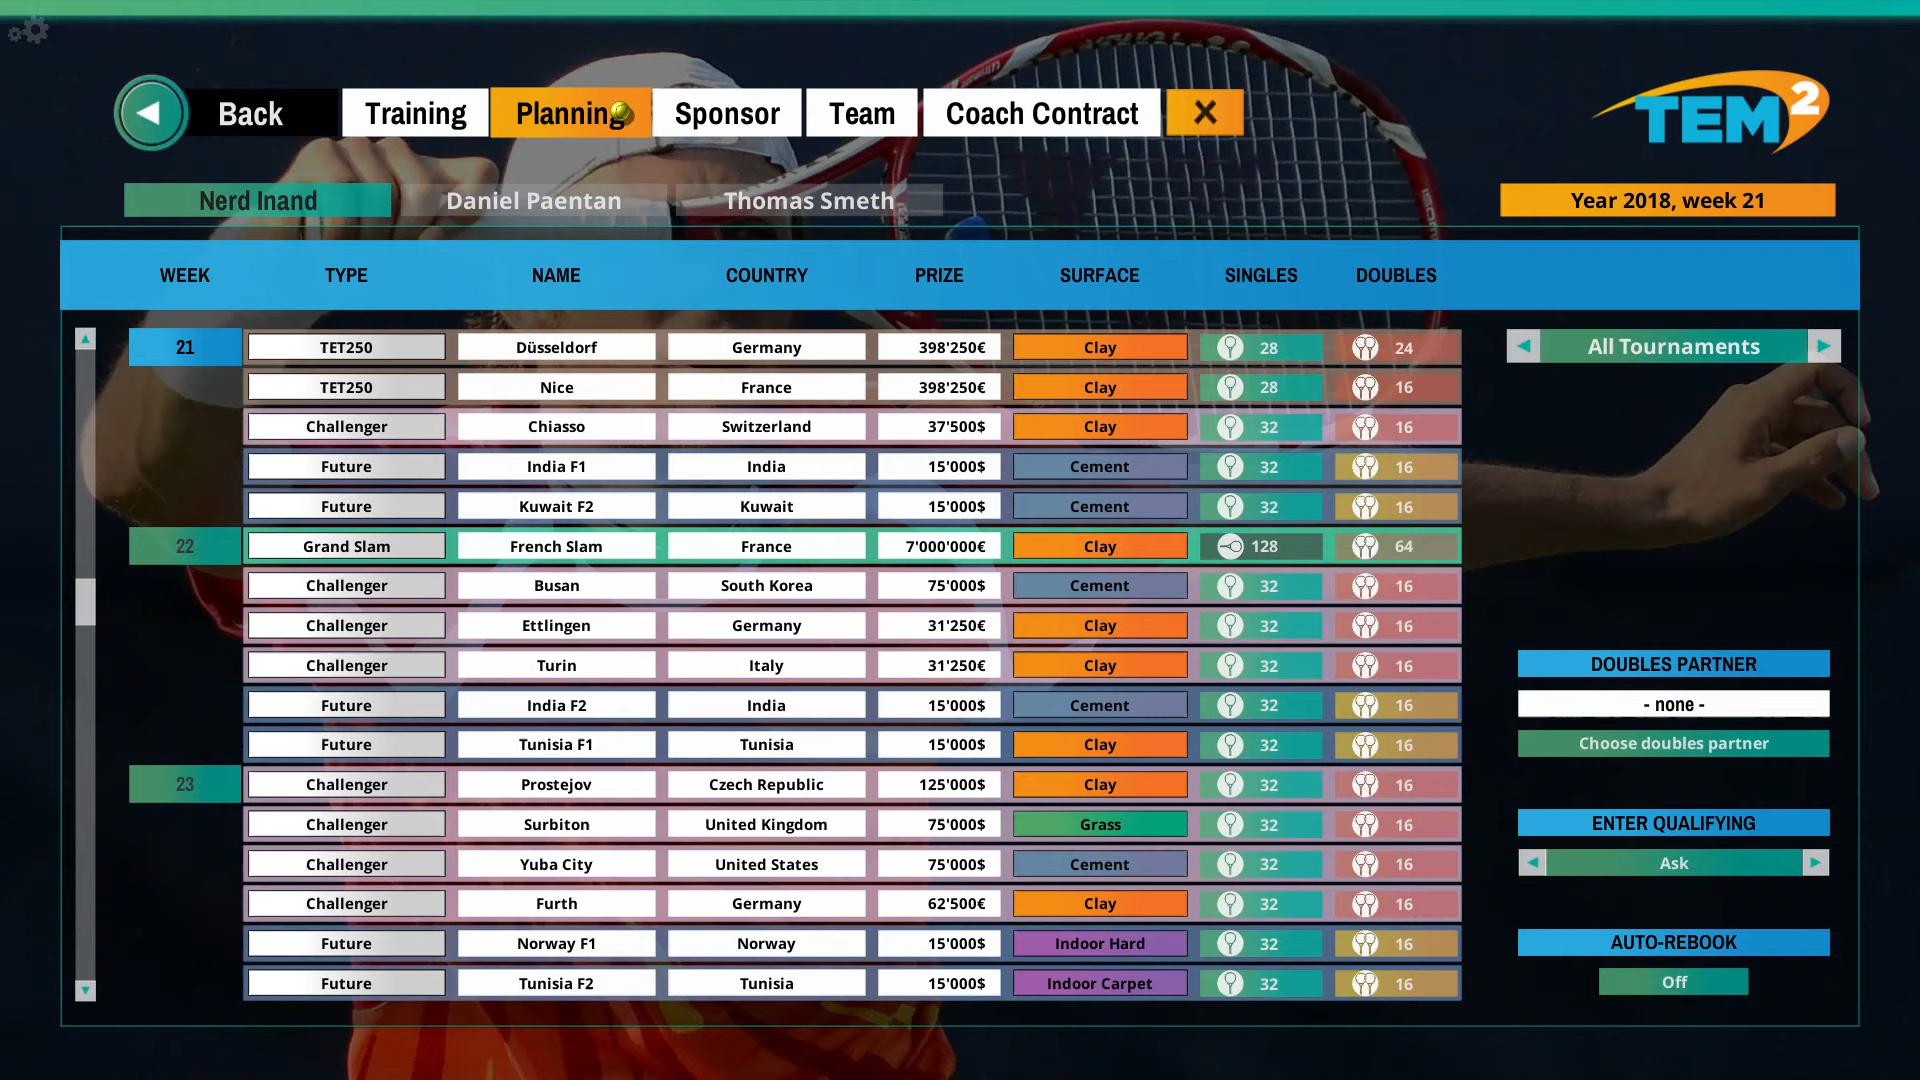 Back Training Planning Sponsor Team Coach Contract X
TEM2
Nerd Inand Daniel Paentan Thomas Smeth Year 2018, week 21
WEEK TYPE NAME COUNTRY PRIZE SURFACE SINGLES DOUBLES
21 TET250 Düsseldorf Germany 398'250€ Clay 28 24 All Tournaments
TET250 Nice France 398'250€ Clay 28 16
Challenger Chiasso Switzerland 37'500$ Clay 32 16
Future India F1 India 15'000$ Cement 32 16
Future Kuwait F2 Kuwait 15'000$ Cement 32 16
22 Grand Slam French Slam France 7'000'000€ Clay 128 64
Challenger Busan South Korea 75'000$ Cement 32 16
Challenger Ettlingen Germany 31'250€ Clay 32 16
Challenger Turin Italy 31'250€ Clay 32 16 DOUBLES PARTNER
Future India F2 India 15'000$ Cement 32 16 - none -
Future Tunisia F1 Tunisia 15'000$ Clay 32 16 Choose doubles partner
23 Challenger Prostejov Czech Republic 125'000$ Clay 32 16
Challenger Surbiton United Kingdom 75'000$ Grass 32 16 ENTER QUALIFYING
Challenger Yuba City United States 75'000$ Cement 32 16 Ask
Challenger Furth Germany 62'500€ Clay 32 16
Future Norway F1 Norway 15'000$ Indoor Hard 32 16 AUTO-REBOOK
Future Tunisia F2 Tunisia 15'000$ Indoor Carpet 32 16 Off